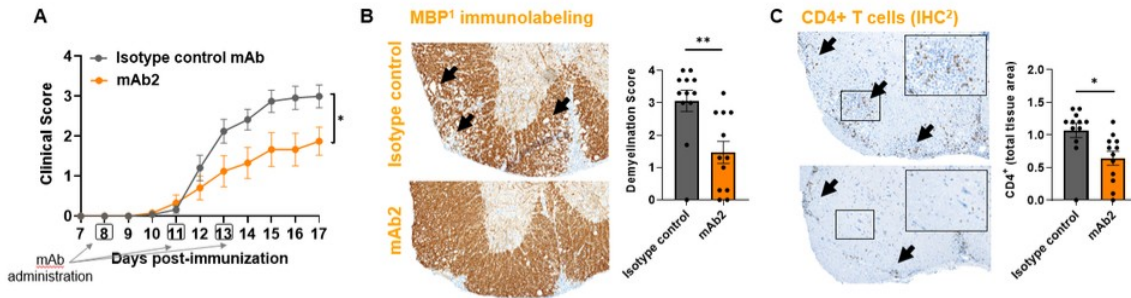 A
Clinical Score
4
3
2
1
0
Isotype control mAb
mAb2
*
7 8 9 10 11 12 13 14 15 16 17
mAb
administration
Days post-immunization
B
MBP¹ immunolabeling
Isotype control
mAb2
Demyelination Score
4
3
2
1
0
**
Isotype control
mAb2
C
CD4+ T cells (IHC²)
CD4⁺ (total tissue area)
2.0
1.5
1.0
0.5
0.0
*
Isotype control
mAb2